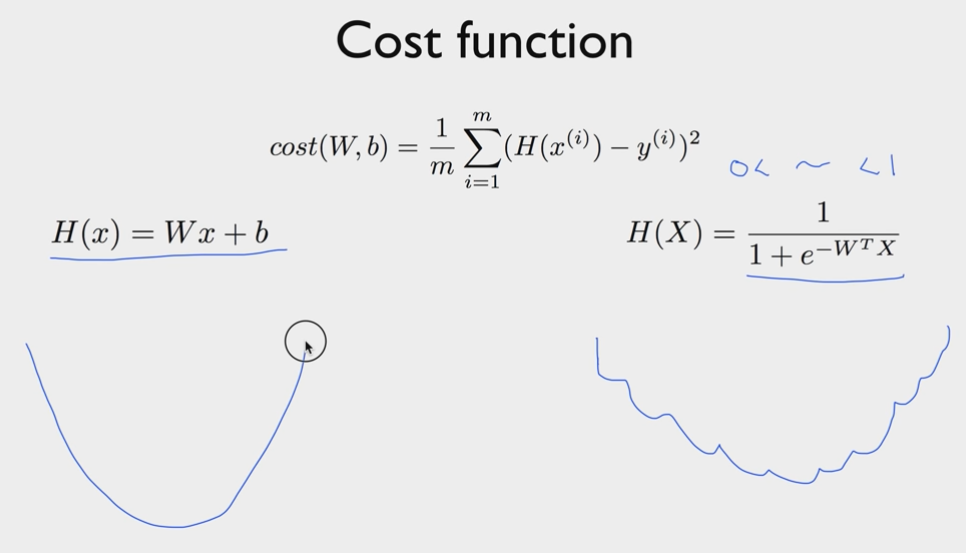 Cost function
cost(W, b) = \frac{1}{m} \sum_{i=1}^{m} (H(x^{(i)}) - y^{(i)})^2
0< ~ <1
H(x) = Wx + b
H(X) = \frac{1}{1 + e^{-W^T X}}